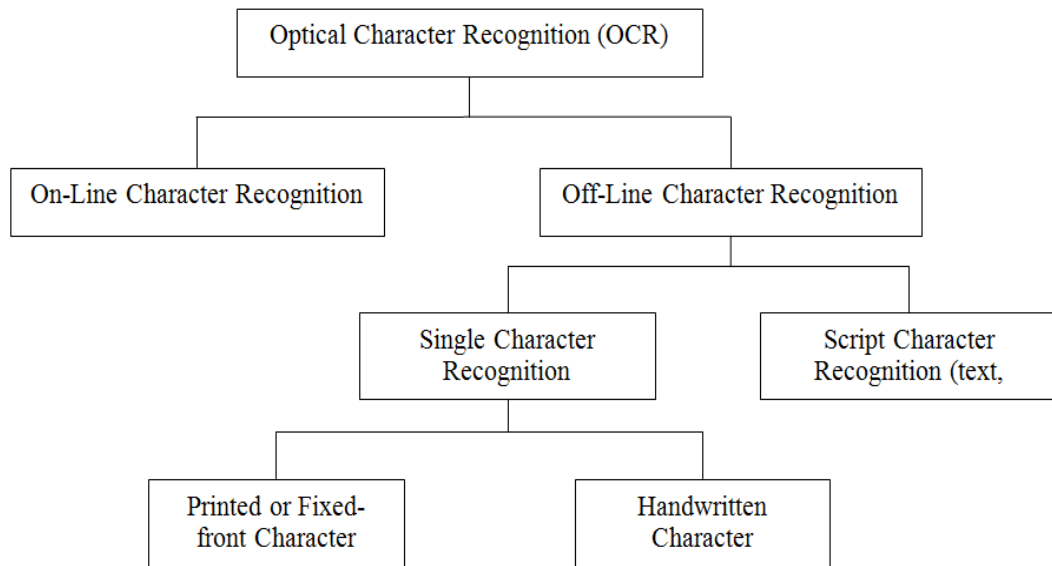 Optical Character Recognition (OCR)
On-Line Character Recognition
Off-Line Character Recognition
Single Character
Recognition
Script Character
Recognition (text,
Printed or Fixed-
front Character
Handwritten
Character